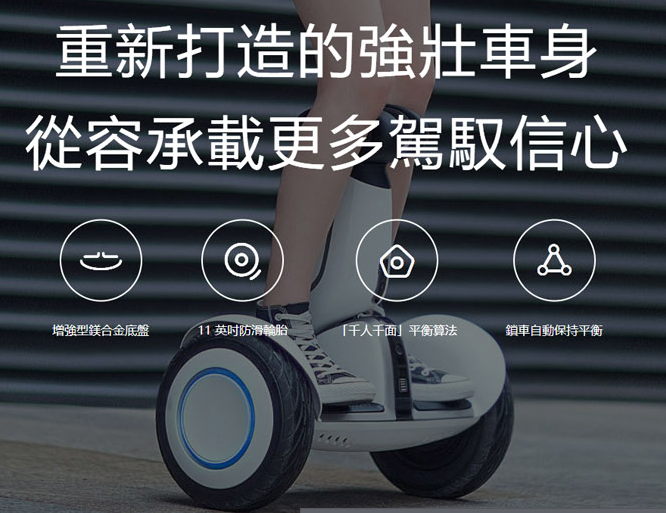 重新打造的強壯車身
從容承載更多駕馭信心
增強型鎂合金底盤
11 英吋防滑輪胎
「千人千面」平衡算法
鎖車自動保持平衡